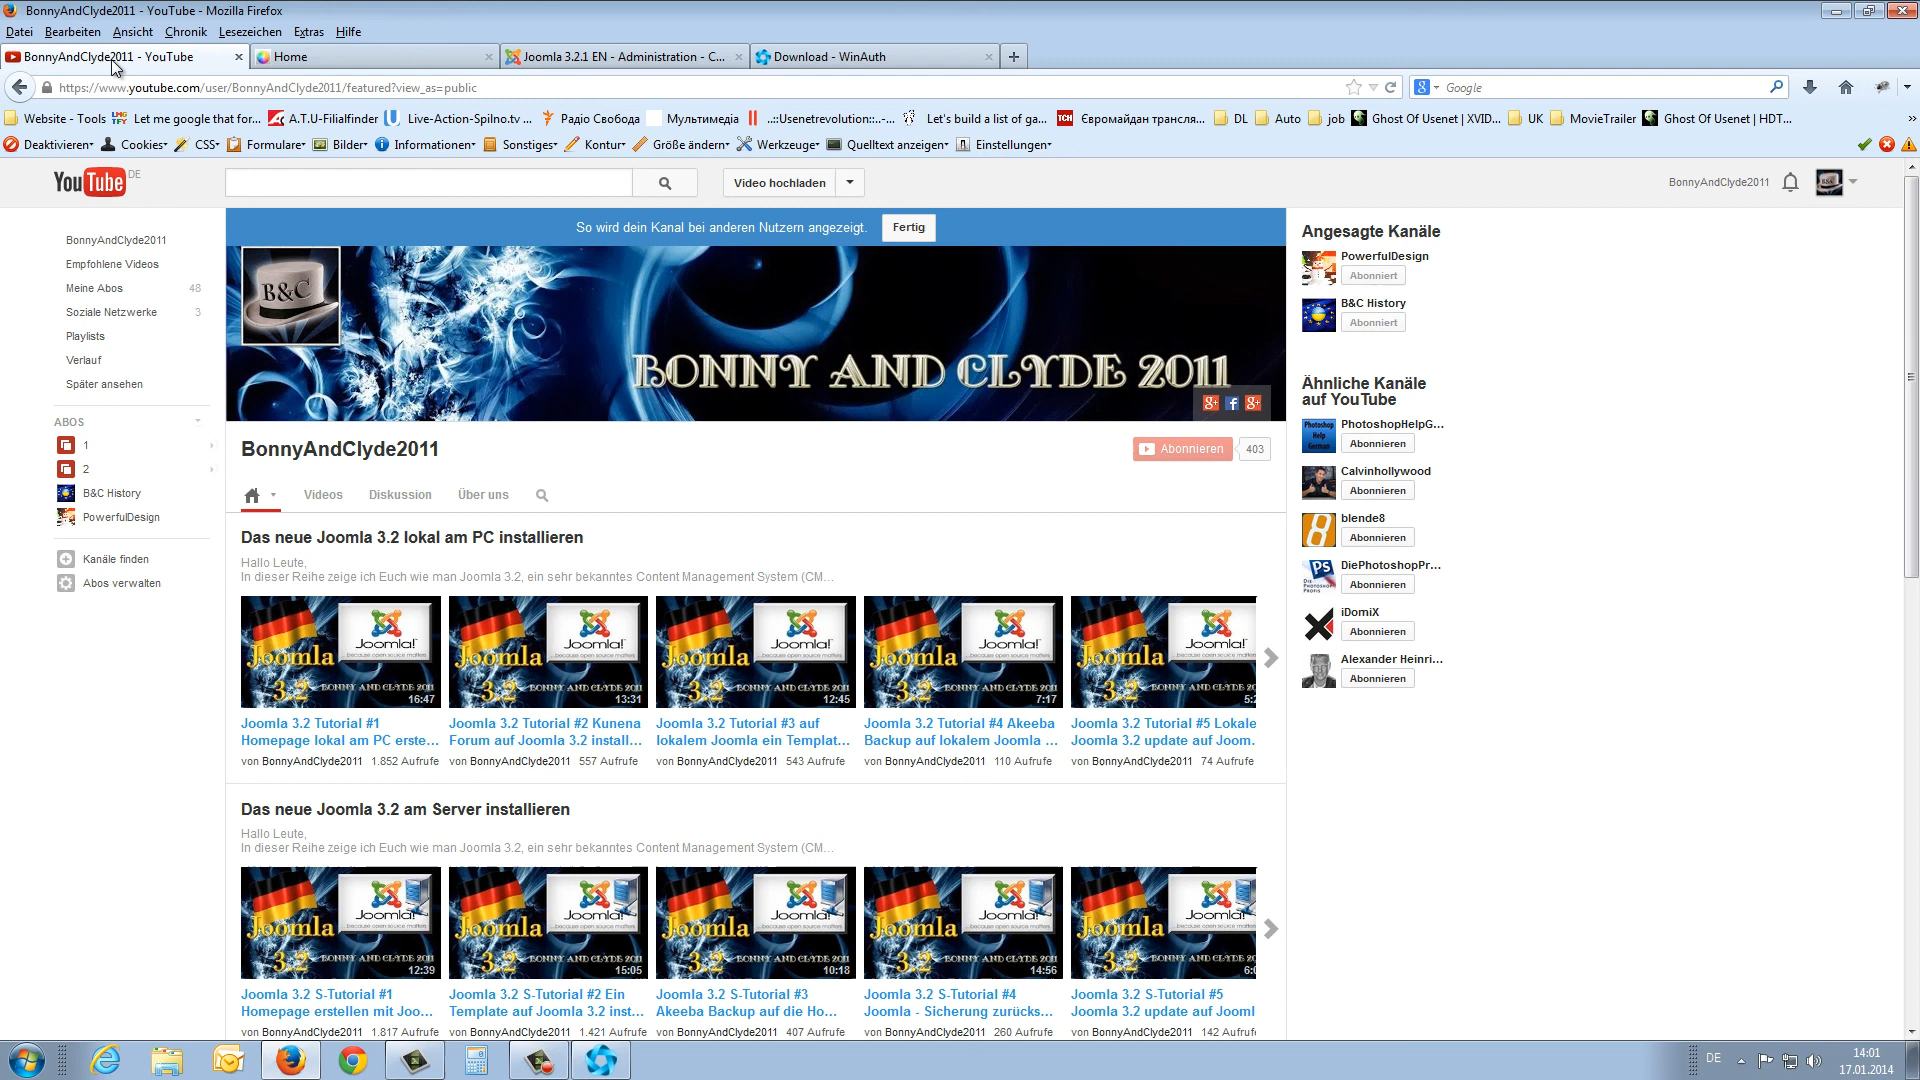 BonnyAndClyde2011 - YouTube - Mozilla Firefox
Datei Bearbeiten Ansicht Chronik Lesezeichen Extras Hilfe
BonnyAndClyde2011 - YouTube Home Joomla 3.2.1 EN - Administration - C... Download - WinAuth
https://www.youtube.com/user/BonnyAndClyde2011/featured?view_as=public Google
Website - Tools Let me google that for... A.T.U-Filialfinder Live-Action-Spilno.tv ... Радіо Свобода Мультимедіа ..::Usenetrevolution::..-... Let's build a list of ga... Євромайдан трансля... DL Auto job Ghost Of Usenet | XVID... UK MovieTrailer Ghost Of Usenet | HDT...
Deaktivieren Cookies CSS Formulare Bilder Informationen Sonstiges Kontur Größe ändern Werkzeuge Quelltext anzeigen Einstellungen
YouTube DE
Video hochladen
BonnyAndClyde2011
So wird dein Kanal bei anderen Nutzern angezeigt. Fertig
BonnyAndClyde2011
Empfohlene Videos
Meine Abos 48
Soziale Netzwerke 3
Playlists
Verlauf
Später ansehen
ABOS
1
2
B&C History
PowerfulDesign
Kanäle finden
Abos verwalten
B&C
BONNY AND CLYDE 2011
BonnyAndClyde2011
Abonnieren 403
Videos Diskussion Über uns
Das neue Joomla 3.2 lokal am PC installieren
Hallo Leute,
In dieser Reihe zeige ich Euch wie man Joomla 3.2, ein sehr bekanntes Content Management System (CM...
16:47 13:31 12:45 7:17
Joomla 3.2 Tutorial #1
Homepage lokal am PC erste...
von BonnyAndClyde2011 1.852 Aufrufe
Joomla 3.2 Tutorial #2 Kunena
Forum auf Joomla 3.2 install...
von BonnyAndClyde2011 557 Aufrufe
Joomla 3.2 Tutorial #3 auf
lokalem Joomla ein Templat...
von BonnyAndClyde2011 543 Aufrufe
Joomla 3.2 Tutorial #4 Akeeba
Backup auf lokalem Joomla ...
von BonnyAndClyde2011 110 Aufrufe
Joomla 3.2 Tutorial #5 Lokale
Joomla 3.2 update auf Joom.
von BonnyAndClyde2011 74 Aufrufe
Das neue Joomla 3.2 am Server installieren
Hallo Leute,
In dieser Reihe zeige ich Euch wie man Joomla 3.2, ein sehr bekanntes Content Management System (CM...
12:39 15:05 10:18 14:56
Joomla 3.2 S-Tutorial #1
Homepage erstellen mit Joo...
von BonnyAndClyde2011 1.817 Aufrufe
Joomla 3.2 S-Tutorial #2 Ein
Template auf Joomla 3.2 inst...
von BonnyAndClyde2011 1.421 Aufrufe
Joomla 3.2 S-Tutorial #3
Akeeba Backup auf die Ho...
von BonnyAndClyde2011 407 Aufrufe
Joomla 3.2 S-Tutorial #4
Joomla - Sicherung zurücks...
von BonnyAndClyde2011 260 Aufrufe
Joomla 3.2 S-Tutorial #5
Joomla 3.2 update auf Jooml
von BonnyAndClyde2011 142 Aufruf
Angesagte Kanäle
PowerfulDesign
Abonniert
B&C History
Abonniert
Ähnliche Kanäle
auf YouTube
PhotoshopHelpG...
Abonnieren
Calvinhollywood
Abonnieren
blende8
Abonnieren
DiePhotoshopPr...
Abonnieren
iDomiX
Abonnieren
Alexander Heinri...
Abonnieren
DE
14:01
17.01.2014